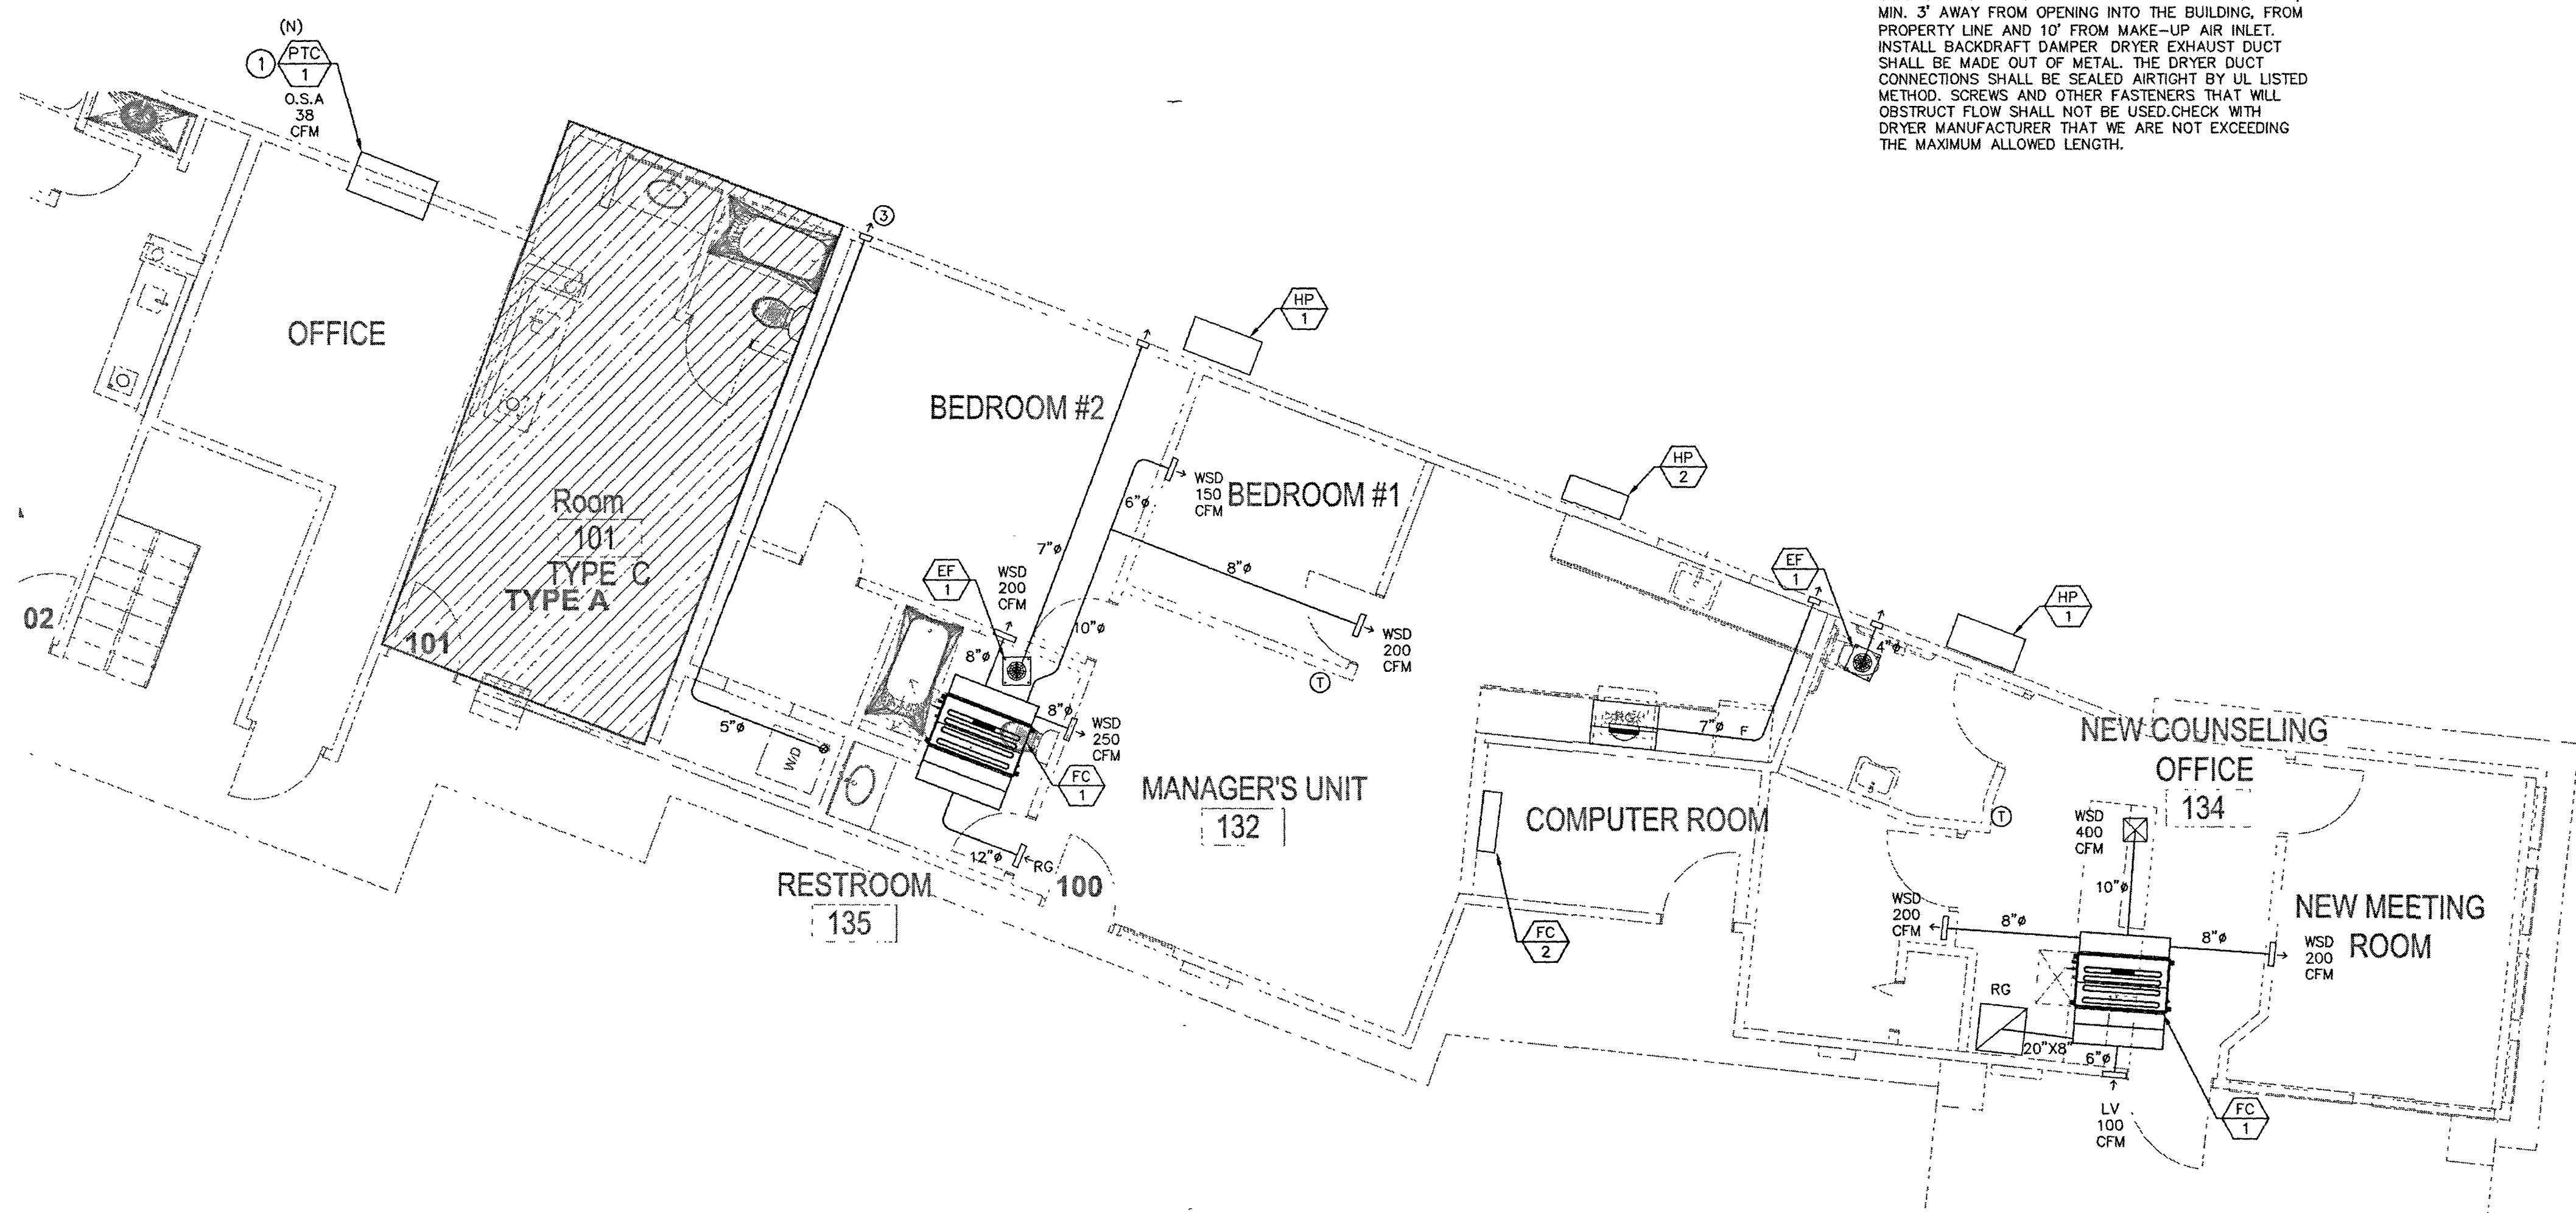 MIN. 3' AWAY FROM OPENING INTO THE BUILDING, FROM
PROPERTY LINE AND 10' FROM MAKE-UP AIR INLET.
INSTALL BACKDRAFT DAMPER DRYER EXHAUST DUCT
SHALL BE MADE OUT OF METAL. THE DRYER DUCT
CONNECTIONS SHALL BE SEALED AIRTIGHT BY UL LISTED
METHOD. SCREWS AND OTHER FASTENERS THAT WILL
OBSTRUCT FLOW SHALL NOT BE USED.CHECK WITH
DRYER MANUFACTURER THAT WE ARE NOT EXCEEDING
THE MAXIMUM ALLOWED LENGTH.
(N)
PTC
1
1
O.S.A
38
CFM
3
HP
1
OFFICE
BEDROOM #2
HP
2
WSD
150
CFM
BEDROOM #1
6"ø
Room
101
TYPE C
TYPE A
101
02
7"ø
8"ø
EF
1
WSD
200
CFM
EF
1
HP
1
10"ø
WSD
200
CFM
8"ø
T
4"ø
5"ø
W/D
8"ø
WSD
250
CFM
FC
1
7"ø
F
NEW COUNSELING
OFFICE
134
MANAGER'S UNIT
132
COMPUTER ROOM
T
WSD
400
CFM
12"ø
RG
100
RESTROOM
135
10"ø
FC
2
WSD
200
CFM
8"ø
8"ø
WSD
200
CFM
NEW MEETING
ROOM
RG
20"X8"
6"ø
LV
100
CFM
FC
1